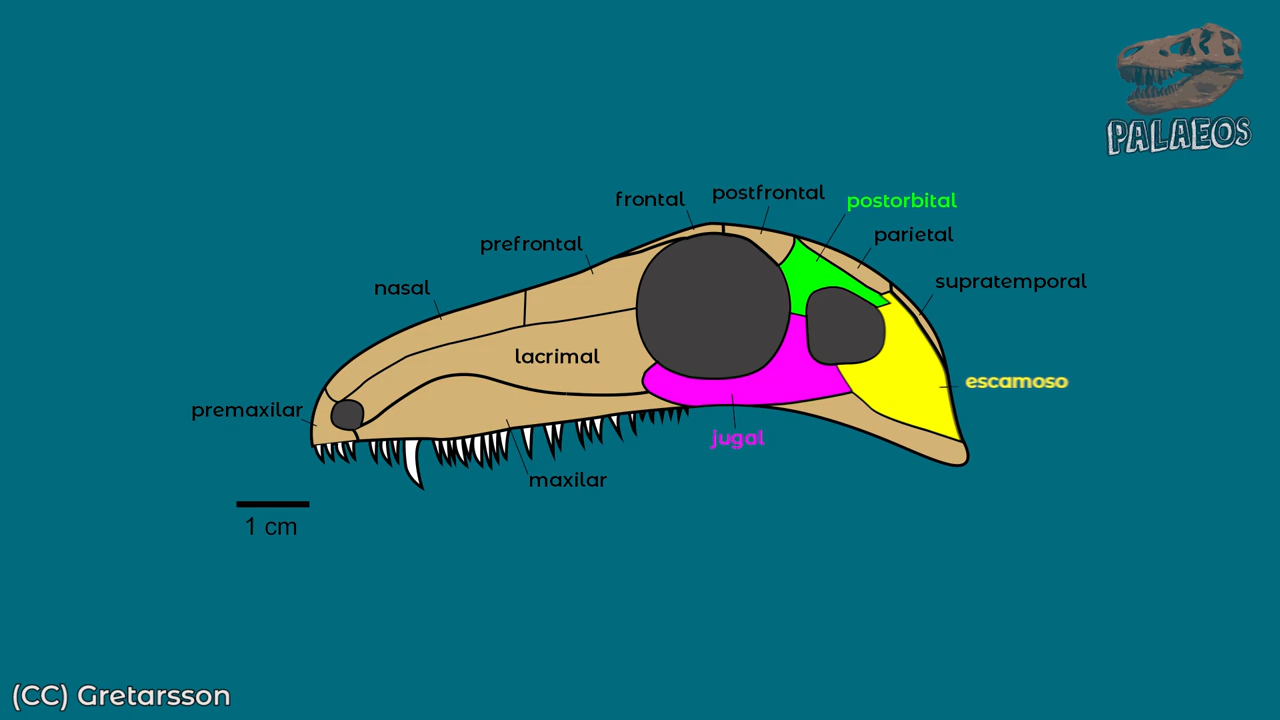 PALAEOS
frontal
postfrontal
postorbital
prefrontal
parietal
nasal
supratemporal
lacrimal
escamoso
premaxilar
jugal
maxilar
1 cm
(CC) Gretarsson